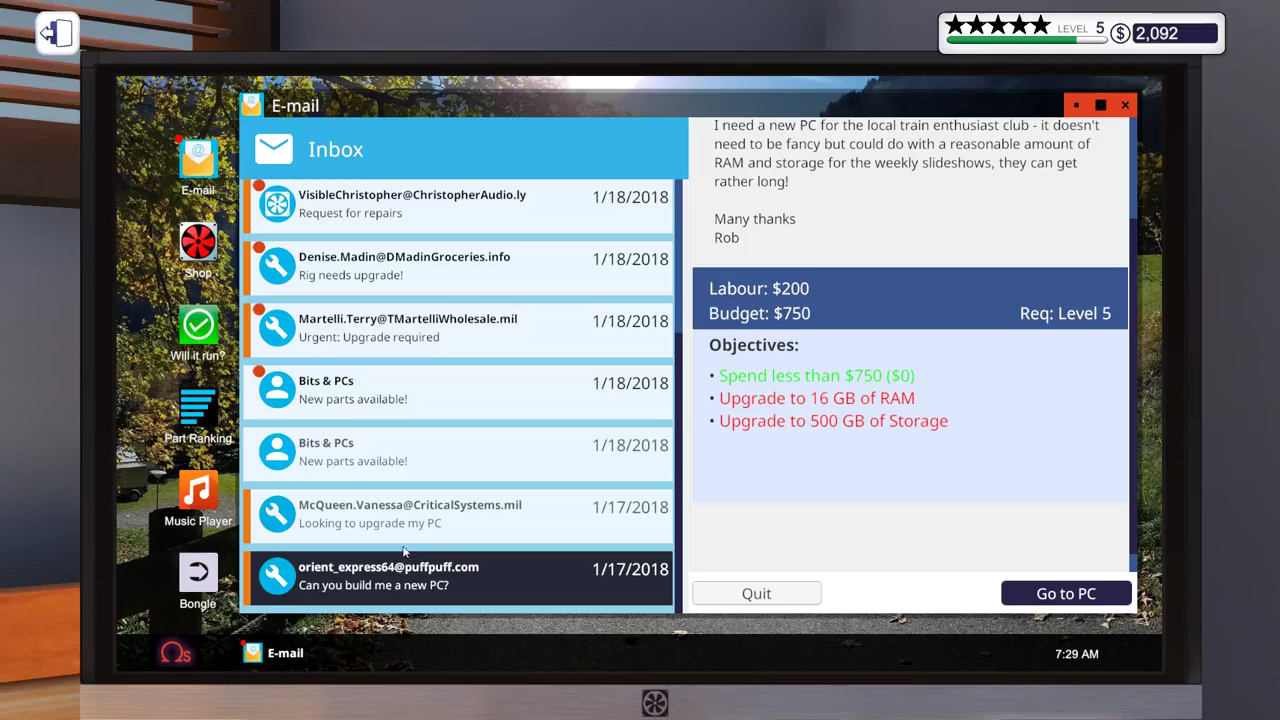 LEVEL 5
$ 2,092
E-mail
Inbox
VisibleChristopher@ChristopherAudio.ly
Request for repairs
1/18/2018
Denise.Madin@DMadinGroceries.info
Rig needs upgrade!
1/18/2018
Martelli.Terry@TMartelliWholesale.mil
Urgent: Upgrade required
1/18/2018
Bits & PCs
New parts available!
1/18/2018
Bits & PCs
New parts available!
1/18/2018
McQueen.Vanessa@CriticalSystems.mil
Looking to upgrade my PC
1/17/2018
orient_express64@puffpuff.com
Can you build me a new PC?
1/17/2018
I need a new PC for the local train enthusiast club - it doesn't
need to be fancy but could do with a reasonable amount of
RAM and storage for the weekly slideshows, they can get
rather long!
Many thanks
Rob
Labour: $200
Budget: $750
Req: Level 5
Objectives:
• Spend less than $750 ($0)
• Upgrade to 16 GB of RAM
• Upgrade to 500 GB of Storage
Quit
Go to PC
E-mail
Shop
Will it run?
Part Ranking
Music Player
Bongle
Ωs
E-mail
7:29 AM